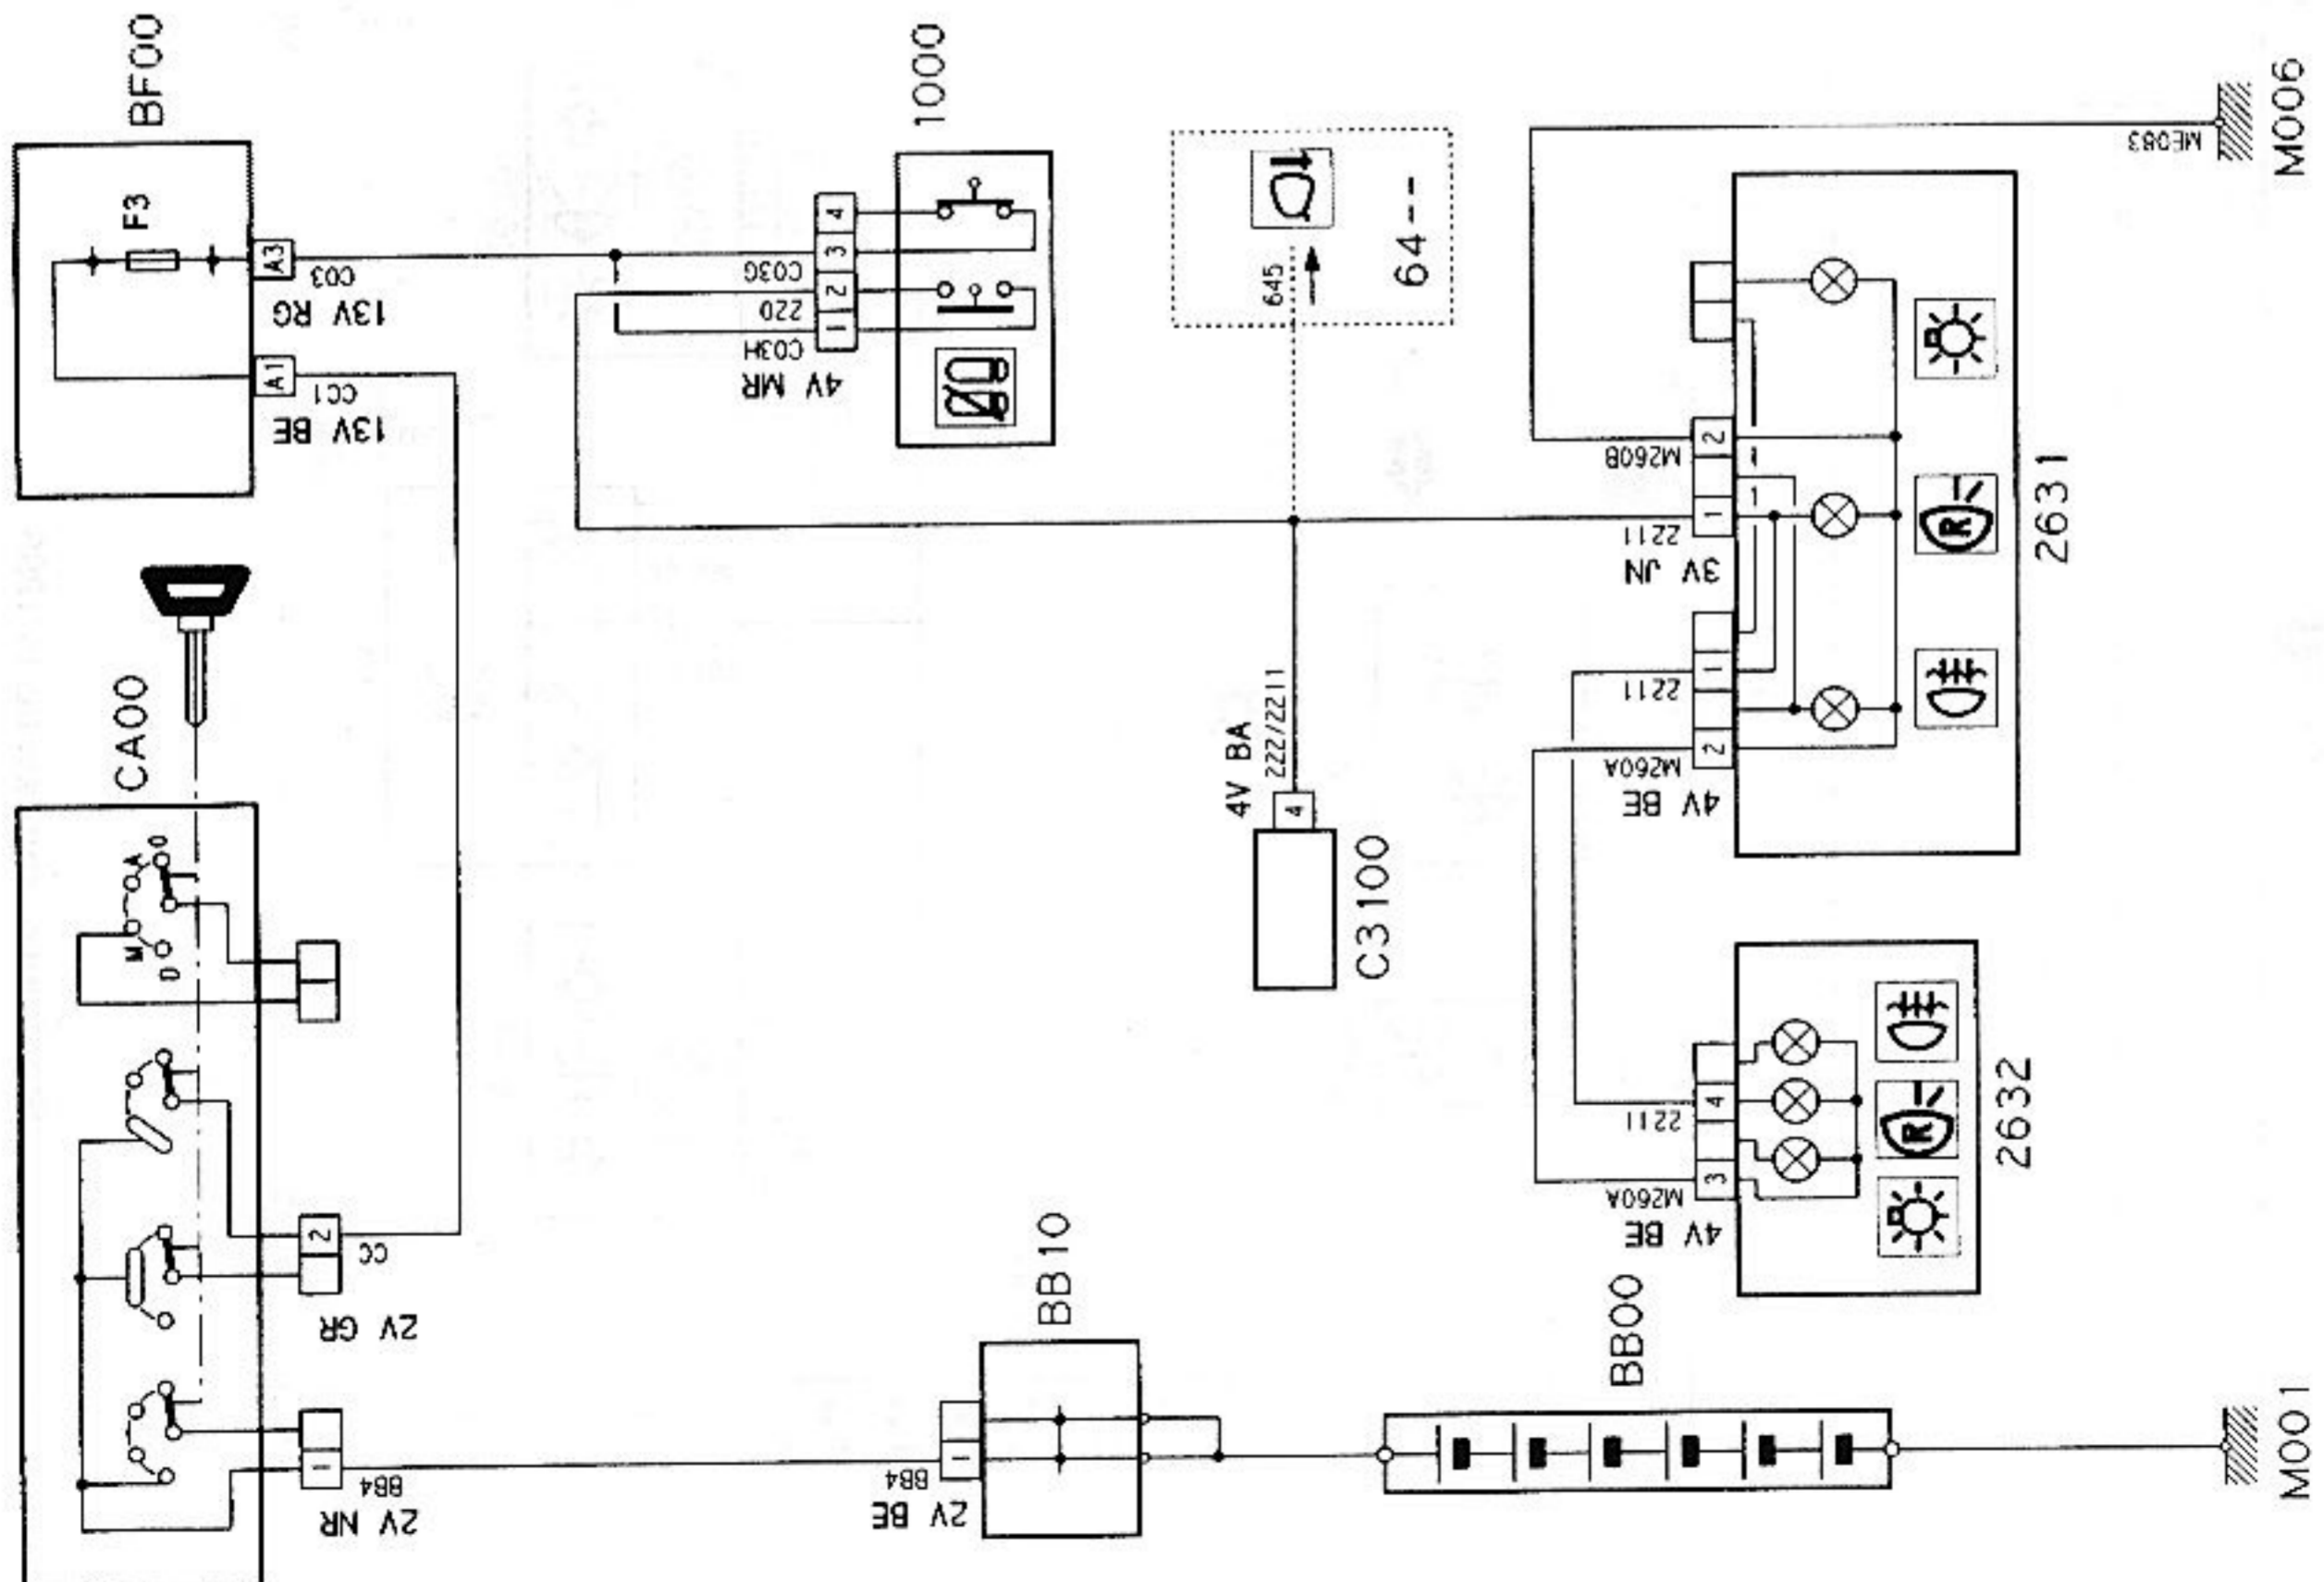 BF00
F3
A3
C03
13V RG
A1
CC1
13V BE
CA00
A
0
M
D
2
CC
2V GR
1
BB4
2V NR
1000
4
3
2
1
C03G
220
C03H
4V MR
64--
645
4V BA
222/2211
4
C3100
BB10
1
BB4
2V BE
BB00
M001
2631
2
M260B
1
2211
3V JN
1
2211
2
M260A
4V BE
R
2632
4
2211
3
M260A
4V BE
R
ME083
M006